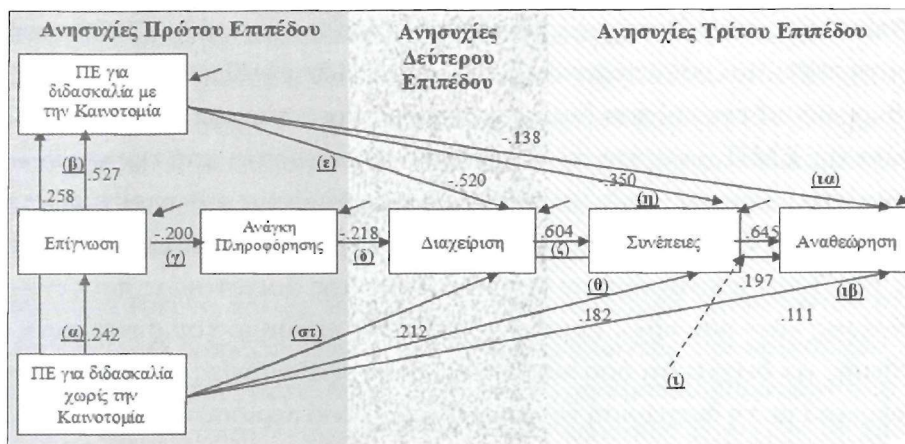 Ανησυχίες Πρώτου Επιπέδου
Ανησυχίες
Δεύτερου
Επιπέδου
Ανησυχίες Τρίτου Επιπέδου
ΠΕ για
διδασκαλία με
την Καινοτομία
-.138
(β)
.527
(ε)
-.520
.350
(η)
(ια)
.258
Επίγνωση
-.200
(γ)
Ανάγκη
Πληροφόρησης
-.218
(δ)
Διαχείριση
.604
(ζ)
Συνέπειες
.645
Αναθεώρηση
.197
(α)
.242
(στ)
.212
(θ)
.182
.111
(ιβ)
(ι)
ΠΕ για διδασκαλία
χωρίς την
Καινοτομία